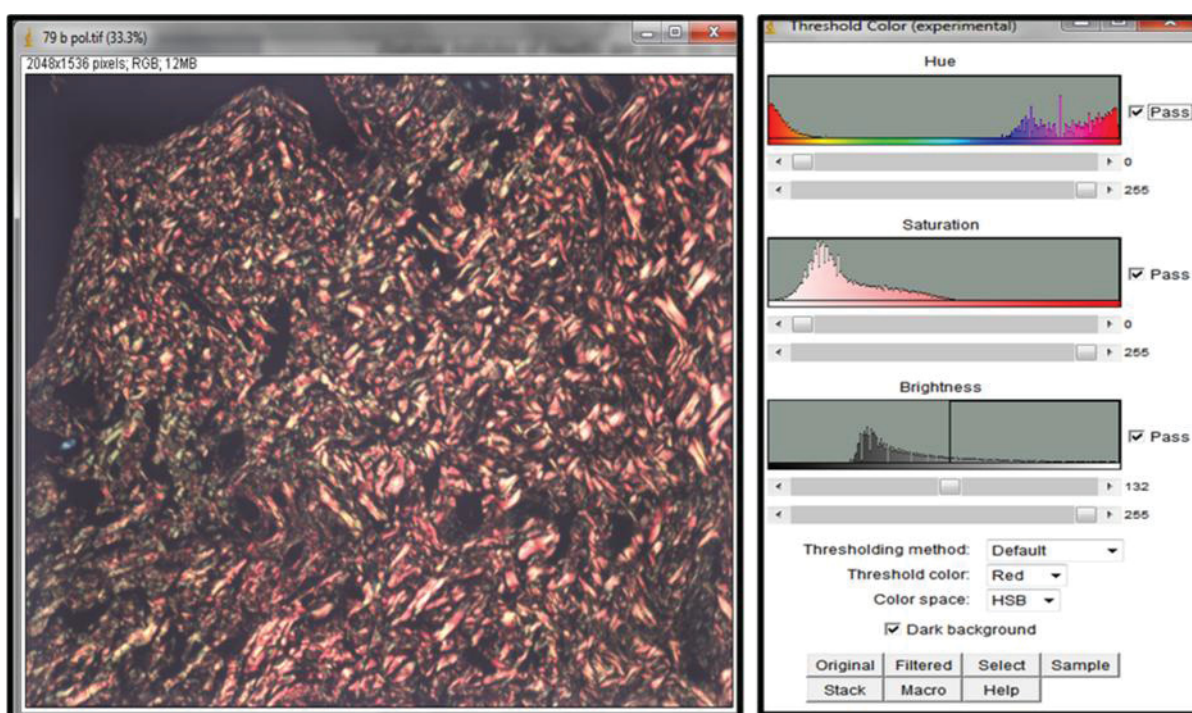 79 b pol.tif (33.3%)
2048x1536 pixels; RGB; 12MB
Threshold Color (experimental)
Hue
Pass
0
255
Saturation
Pass
0
255
Brightness
Pass
132
255
Thresholding method: Default
Threshold color: Red
Color space: HSB
Dark background
Original Filtered Select Sample
Stack Macro Help